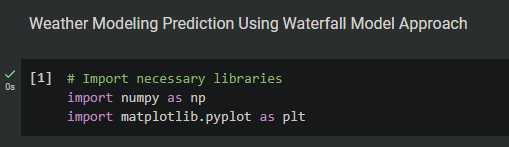 Weather Modeling Prediction Using Waterfall Model Approach
[1] # Import necessary libraries
import numpy as np
import matplotlib.pyplot as plt
0s